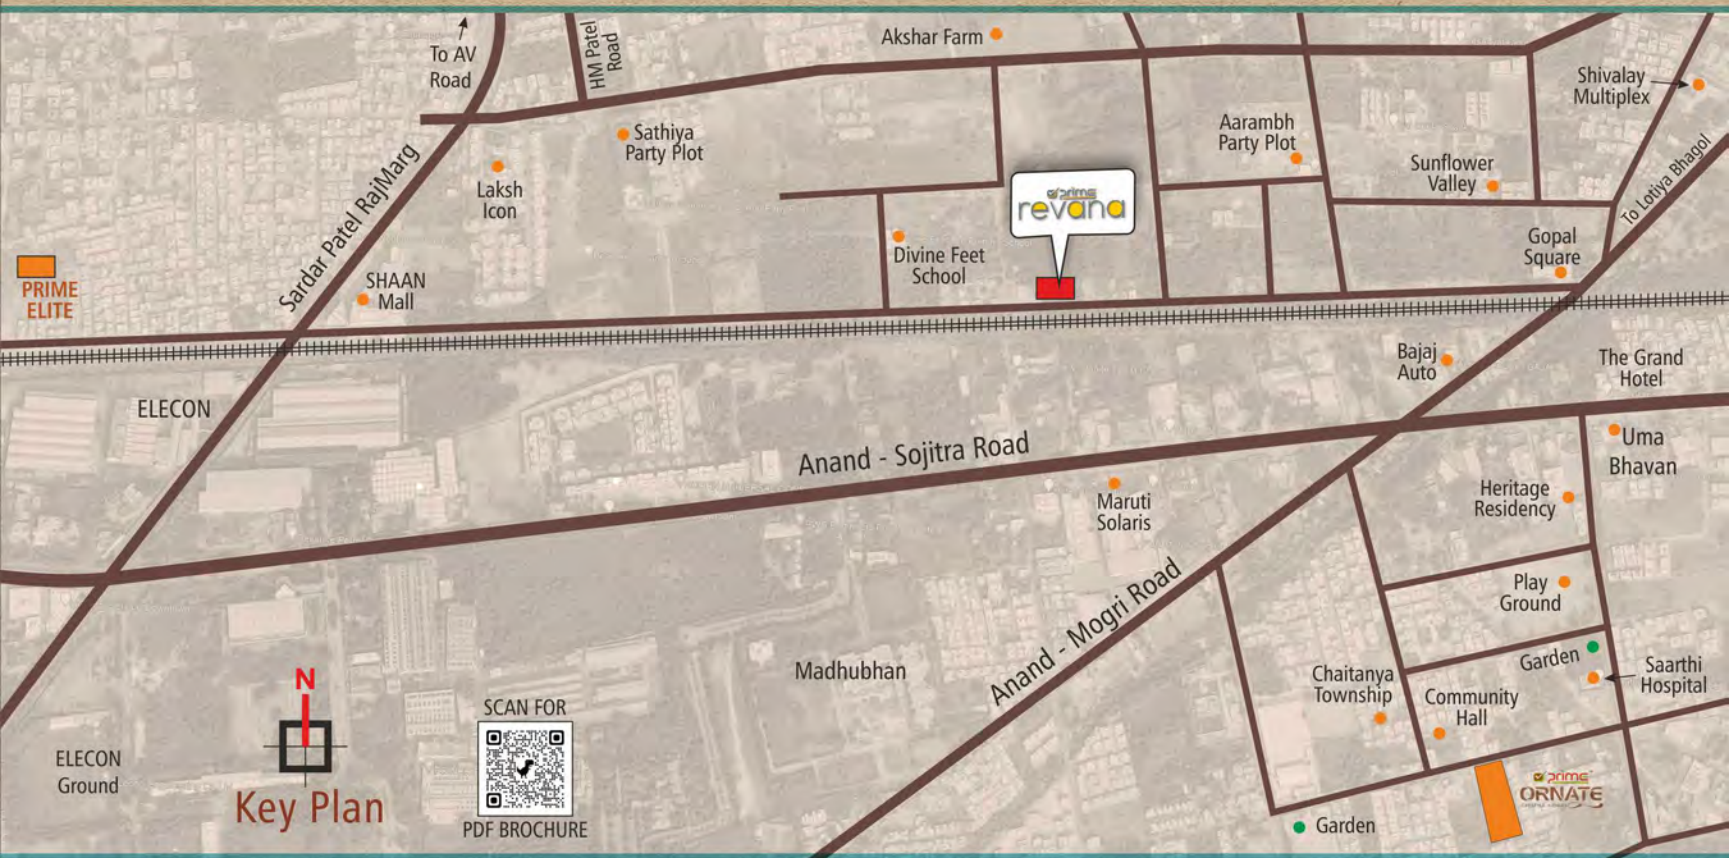 To AV
Road
HM Patel
Road
Akshar Farm
Shivalay
Multiplex
Sathiya
Party Plot
Aarambh
Party Plot
Sunflower
Valley
To Lotiya Bhagol
Laksh
Icon
Sardar Patel RajMarg
prime
revana
Divine Feet
School
Gopal
Square
PRIME
ELITE
SHAAN
Mall
Bajaj
Auto
The Grand
Hotel
ELECON
Anand - Sojitra Road
Uma
Bhavan
Maruti
Solaris
Heritage
Residency
Play
Ground
Anand - Mogri Road
Madhubhan
Garden
Saarthi
Hospital
Chaitanya
Township
Community
Hall
N
SCAN FOR
ELECON
Ground
Key Plan
PDF BROCHURE
prime
ORNATE
Garden